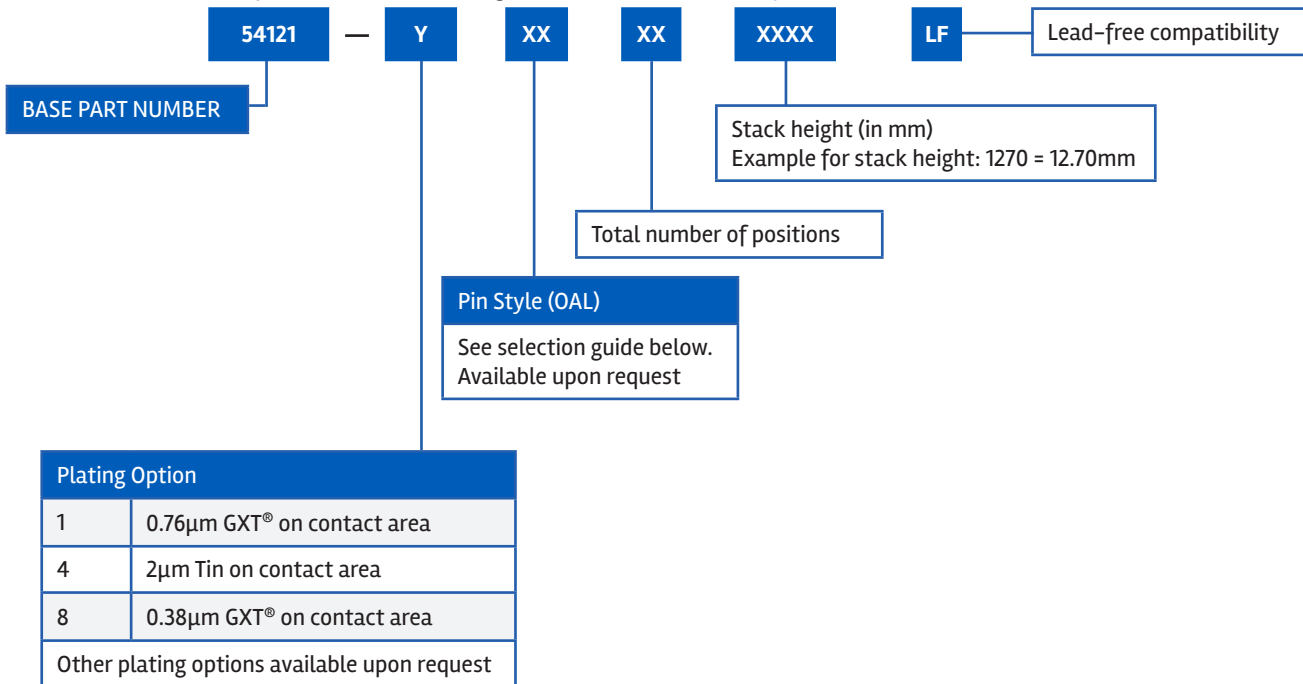 54121 — Y XX XX XXXX LF Lead-free compatibility
BASE PART NUMBER
Stack height (in mm)
Example for stack height: 1270 = 12.70mm
Total number of positions
Pin Style (OAL)
See selection guide below.
Available upon request
Plating Option
1 0.76µm GXT® on contact area
4 2µm Tin on contact area
8 0.38µm GXT® on contact area
Other plating options available upon request